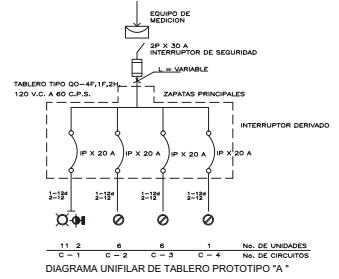 EQUIPO DE
MEDICION
2P X 30 A
INTERRUPTOR DE SEGURIDAD
L = VARIABLE
TABLERO TIPO QO-4F,1F,2H,
120 V.C. A 60 C.P.S.
ZAPATAS PRINCIPALES
INTERRUPTOR DERIVADO
IP X 20 A IP X 20 A IP X 20 A IP X 20 A
1-12d 1-12d 1-12d 1-12d
2-12 2-12 2-12 2-12
11 2 6 6 1 No. DE UNIDADES
C - 1 C - 2 C - 3 C - 4 No. DE CIRCUITOS
DIAGRAMA UNIFILAR DE TABLERO PROTOTIPO "A "